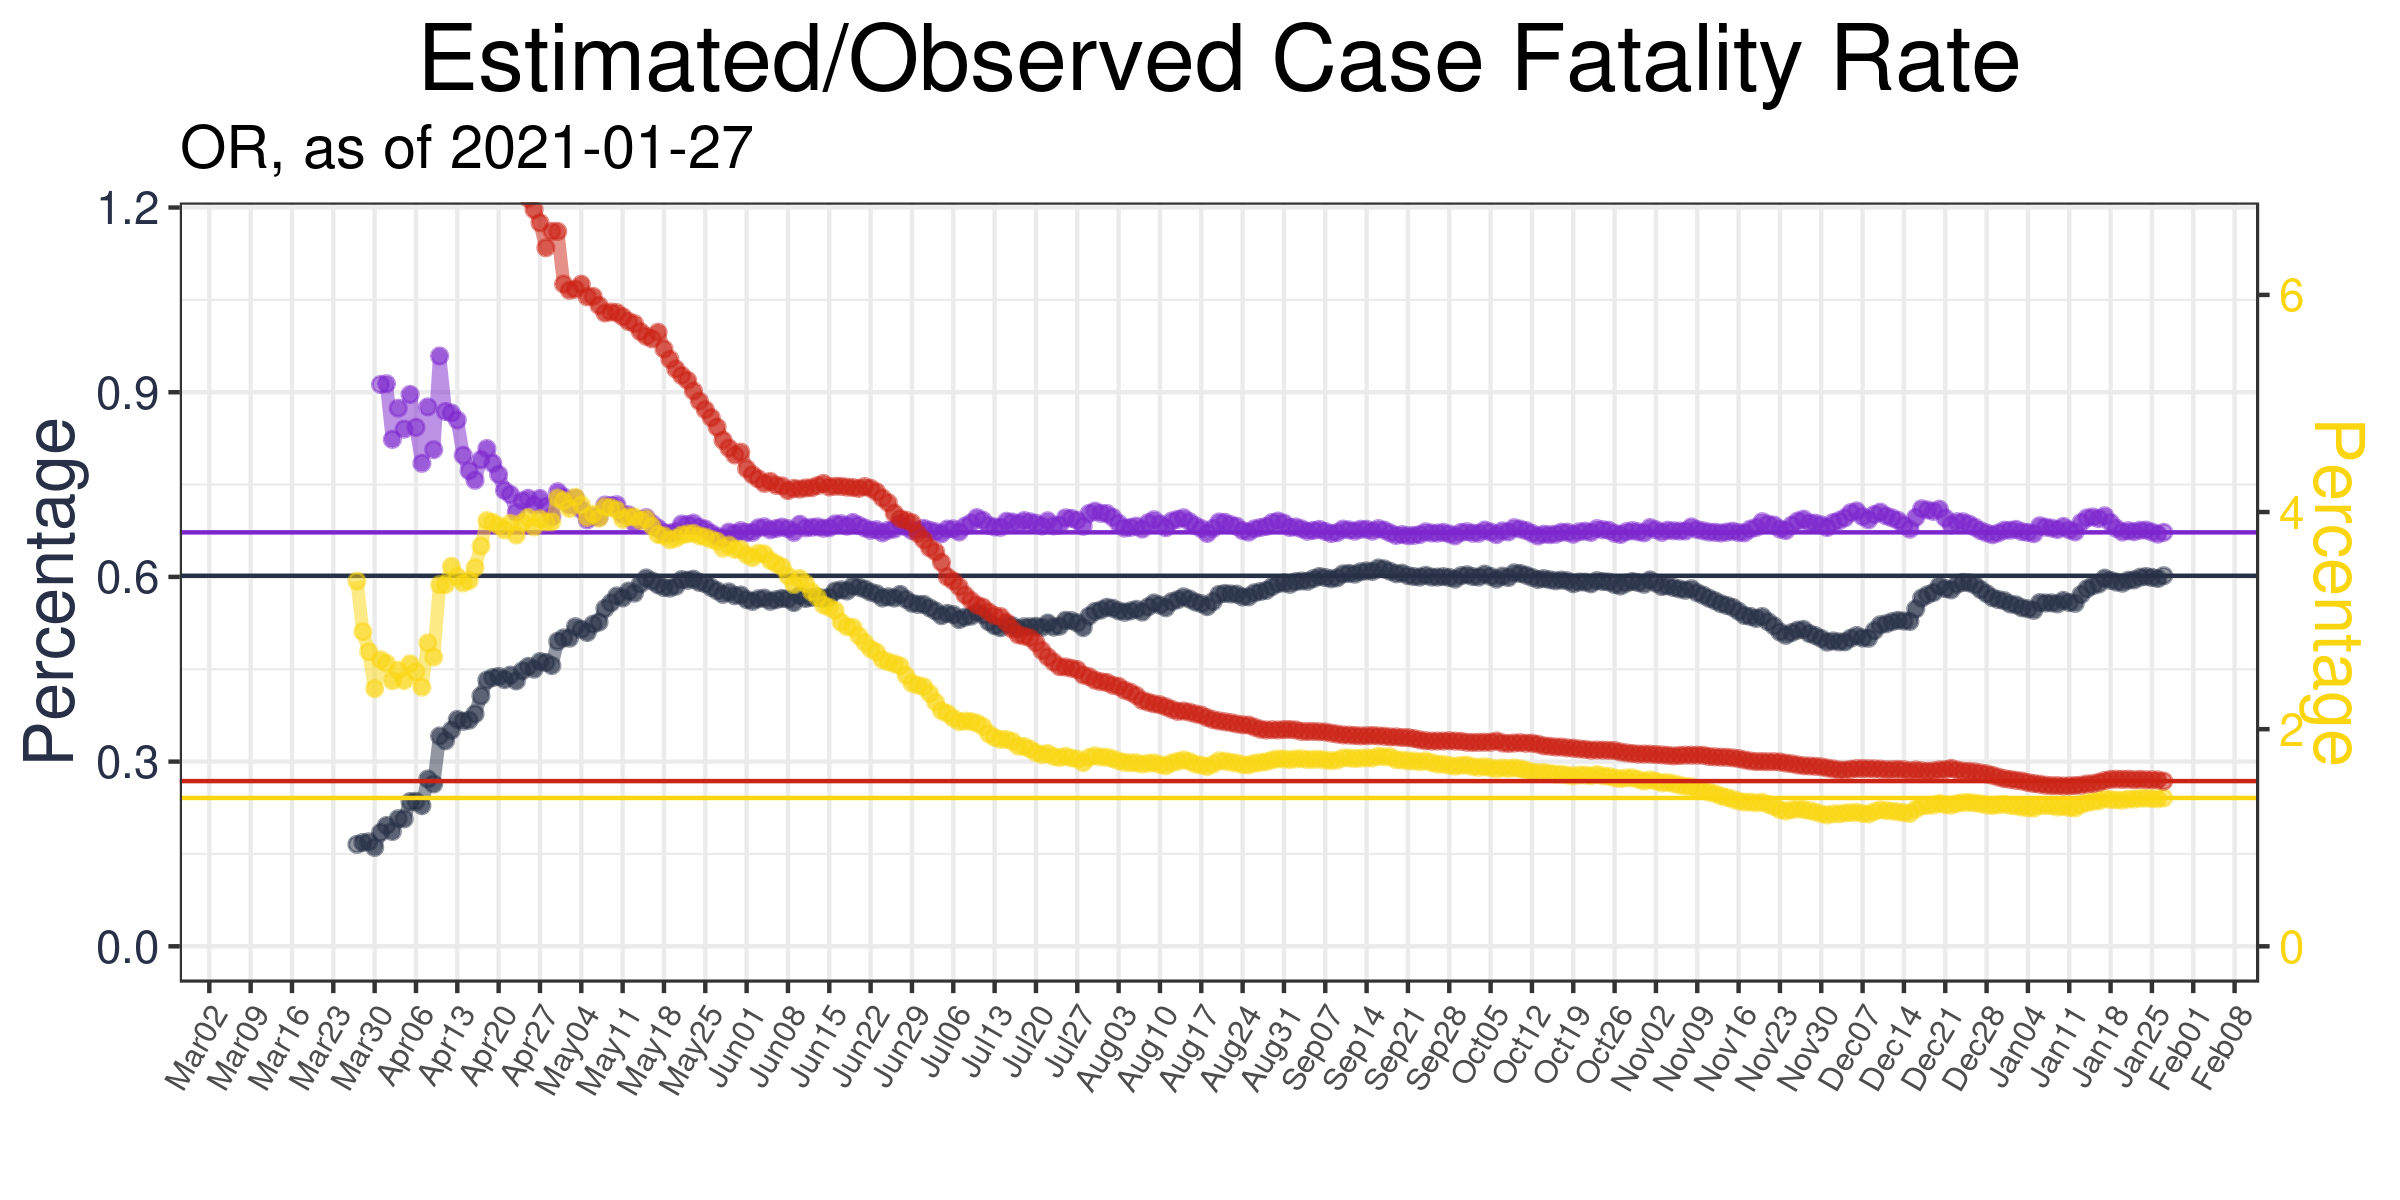 Estimated/Observed Case Fatality Rate
OR, as of 2021-01-27
Percentage
1.2
0.9
0.6
0.3
0.0
6
4
2
0
Percentage
Mar02
Mar09
Mar16
Mar23
Mar30
Apr06
Apr13
Apr20
Apr27
May04
May11
May18
May25
Jun01
Jun08
Jun15
Jun22
Jun29
Jul06
Jul13
Jul20
Jul27
Aug03
Aug10
Aug17
Aug24
Aug31
Sep07
Sep14
Sep21
Sep28
Oct05
Oct12
Oct19
Oct26
Nov02
Nov09
Nov16
Nov23
Nov30
Dec07
Dec14
Dec21
Dec28
Jan04
Jan11
Jan18
Jan25
Feb01
Feb08